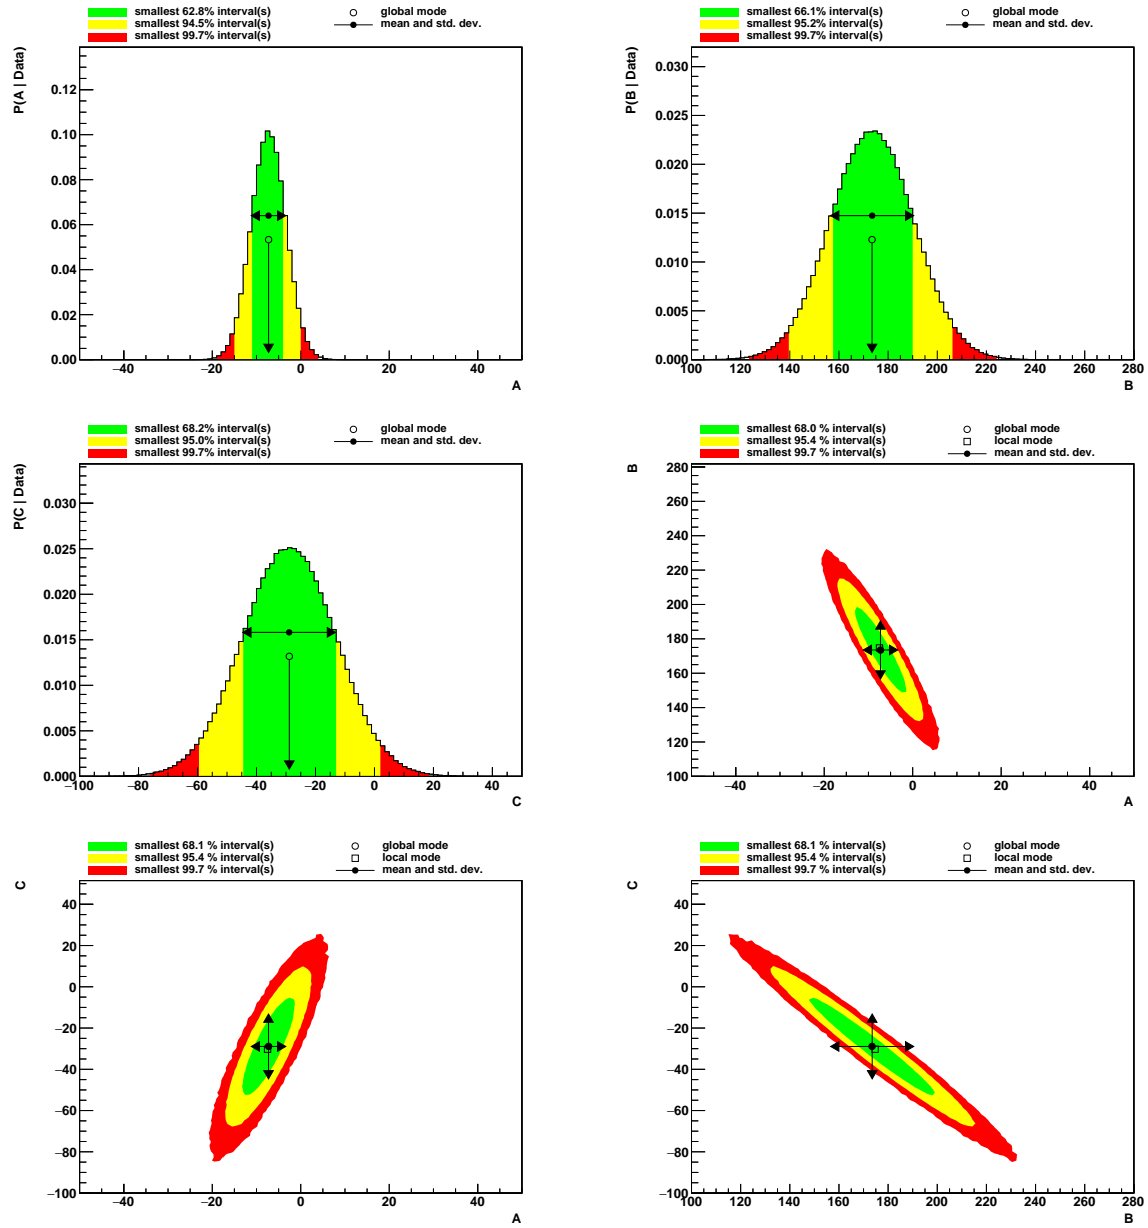 smallest 62.8% interval(s)
smallest 94.5% interval(s)
smallest 99.7% interval(s)
global mode
mean and std. dev.
P(A | Data)
0.12
0.10
0.08
0.06
0.04
0.02
0.00
−40 −20 0 20 40
A
smallest 66.1% interval(s)
smallest 95.2% interval(s)
smallest 99.7% interval(s)
global mode
mean and std. dev.
P(B | Data)
0.030
0.025
0.020
0.015
0.010
0.005
0.000
100 120 140 160 180 200 220 240 260 280
B
smallest 68.2% interval(s)
smallest 95.0% interval(s)
smallest 99.7% interval(s)
global mode
mean and std. dev.
P(C | Data)
0.030
0.025
0.020
0.015
0.010
0.005
0.000
−100 −80 −60 −40 −20 0 20 40
C
smallest 68.0 % interval(s)
smallest 95.4 % interval(s)
smallest 99.7 % interval(s)
global mode
local mode
mean and std. dev.
B
280
260
240
220
200
180
160
140
120
100
−40 −20 0 20 40
A
smallest 68.1 % interval(s)
smallest 95.4 % interval(s)
smallest 99.7 % interval(s)
global mode
local mode
mean and std. dev.
C
40
20
0
−20
−40
−60
−80
−100
−40 −20 0 20 40
A
smallest 68.1 % interval(s)
smallest 95.4 % interval(s)
smallest 99.7 % interval(s)
global mode
local mode
mean and std. dev.
C
40
20
0
−20
−40
−60
−80
−100
100 120 140 160 180 200 220 240 260 280
B